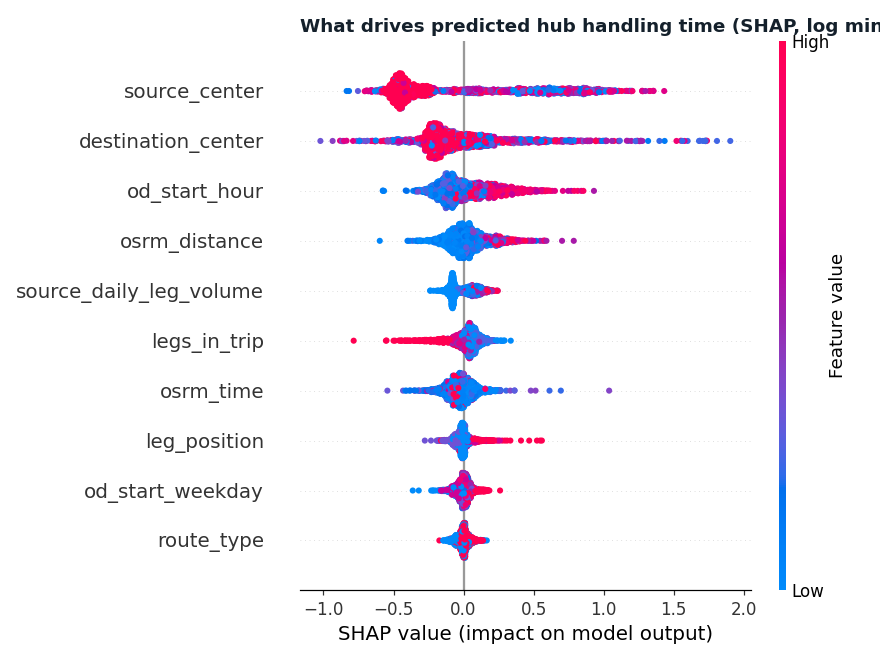 What drives predicted hub handling time (SHAP, log min
High
source_center
destination_center
od_start_hour
osrm_distance
source_daily_leg_volume
legs_in_trip
osrm_time
leg_position
od_start_weekday
route_type
Feature value
Low
−1.0 −0.5 0.0 0.5 1.0 1.5 2.0
SHAP value (impact on model output)